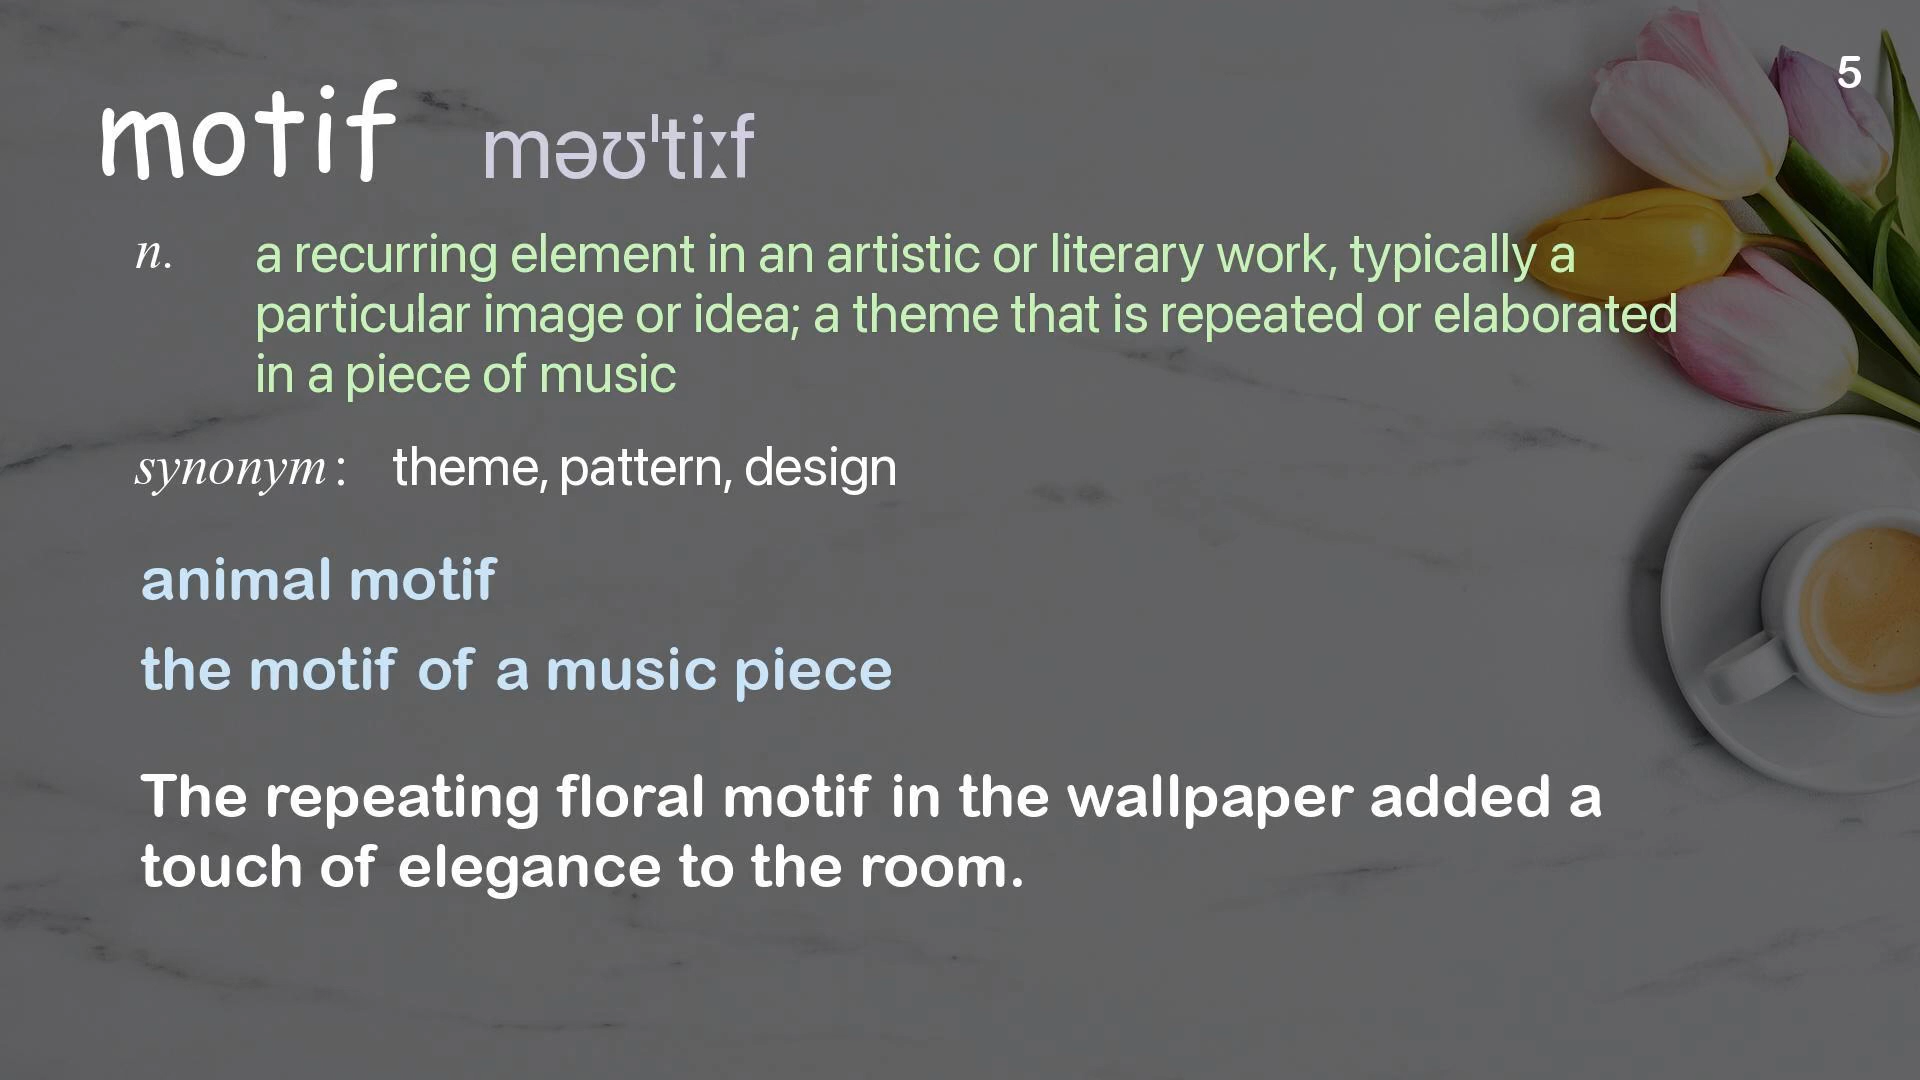 5
motif məʊˈtiːf
n. a recurring element in an artistic or literary work, typically a
particular image or idea; a theme that is repeated or elaborated
in a piece of music
synonym: theme, pattern, design
animal motif
the motif of a music piece
The repeating floral motif in the wallpaper added a
touch of elegance to the room.